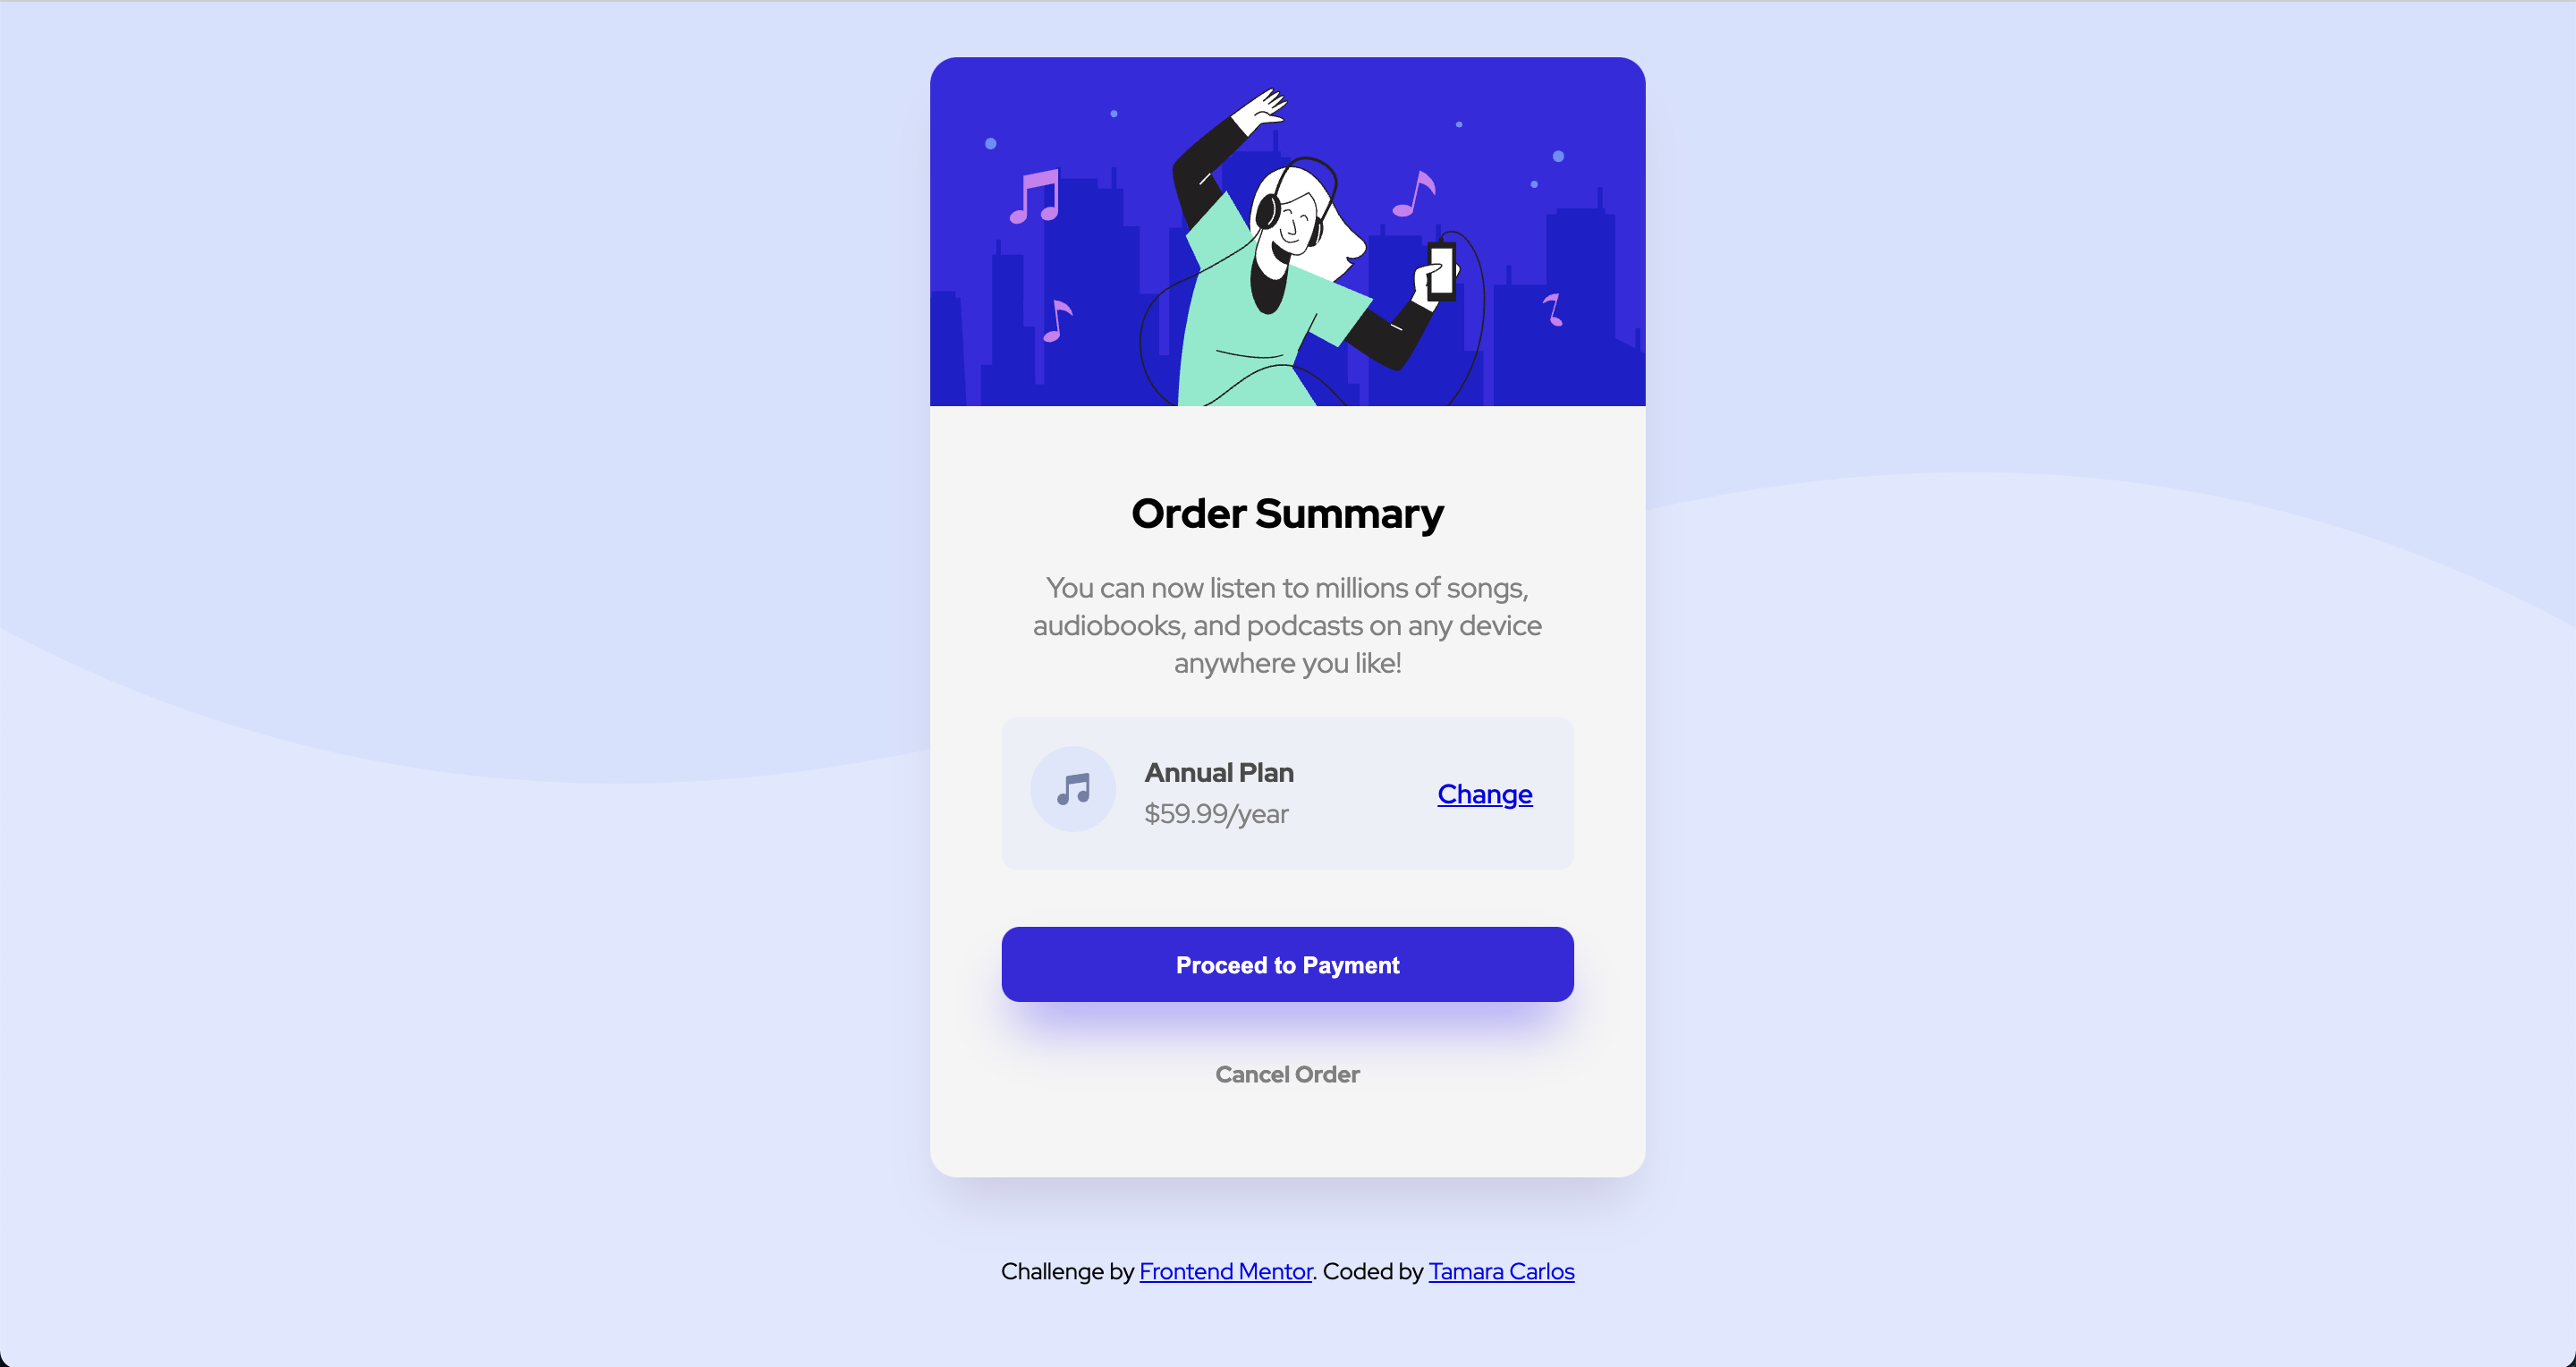 Order Summary
You can now listen to millions of songs,
audiobooks, and podcasts on any device
anywhere you like!
Annual Plan
$59.99/year
Change
Proceed to Payment
Cancel Order
Challenge by Frontend Mentor. Coded by Tamara Carlos